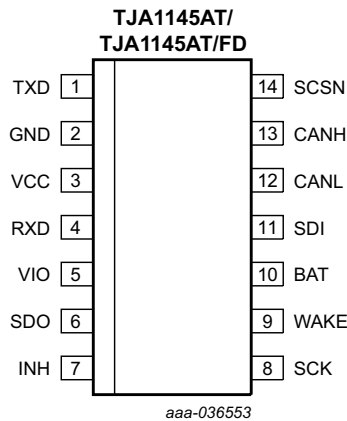 TJA1145AT/
TJA1145AT/FD
TXD 1 14 SCSN
GND 2 13 CANH
VCC 3 12 CANL
RXD 4 11 SDI
VIO 5 10 BAT
SDO 6 9 WAKE
INH 7 8 SCK
aaa-036553